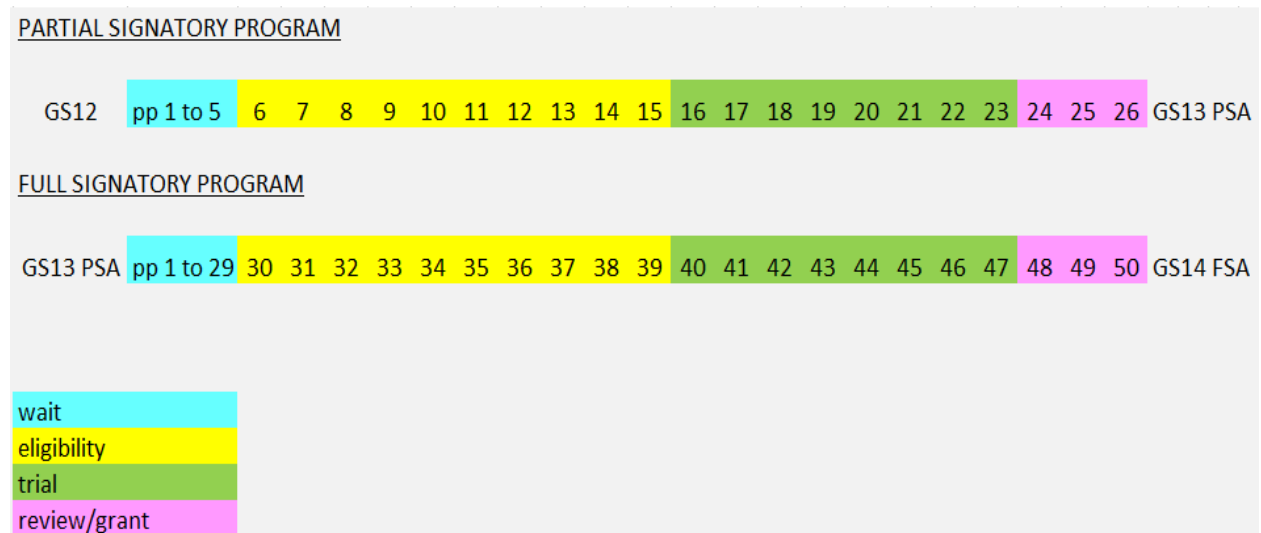 PARTIAL SIGNATORY PROGRAM
GS12 pp 1 to 5 6 7 8 9 10 11 12 13 14 15 16 17 18 19 20 21 22 23 24 25 26 GS13 PSA
FULL SIGNATORY PROGRAM
GS13 PSA pp 1 to 29 30 31 32 33 34 35 36 37 38 39 40 41 42 43 44 45 46 47 48 49 50 GS14 FSA
wait
eligibility
trial
review/grant